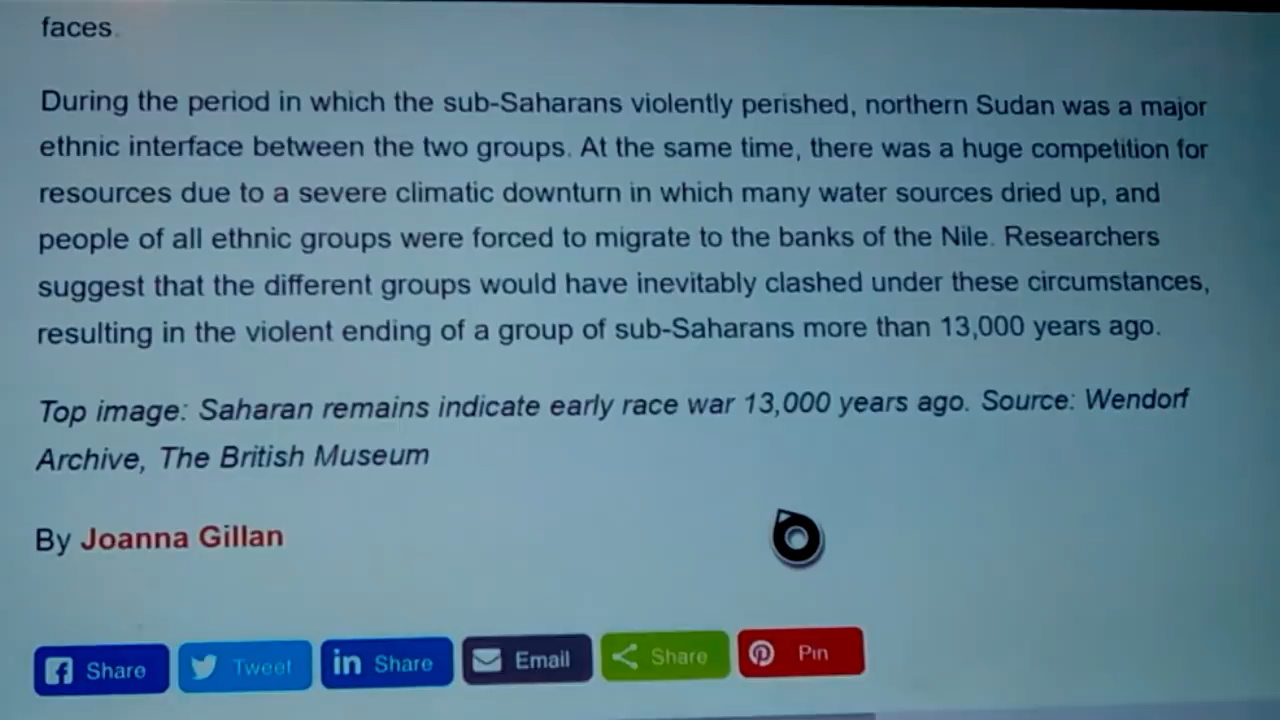 faces.
During the period in which the sub-Saharans violently perished, northern Sudan was a major
ethnic interface between the two groups. At the same time, there was a huge competition for
resources due to a severe climatic downturn in which many water sources dried up, and
people of all ethnic groups were forced to migrate to the banks of the Nile. Researchers
suggest that the different groups would have inevitably clashed under these circumstances,
resulting in the violent ending of a group of sub-Saharans more than 13,000 years ago.
Top image: Saharan remains indicate early race war 13,000 years ago. Source: Wendorf
Archive, The British Museum
By Joanna Gillan
Share Tweet in Share Email Share Pin